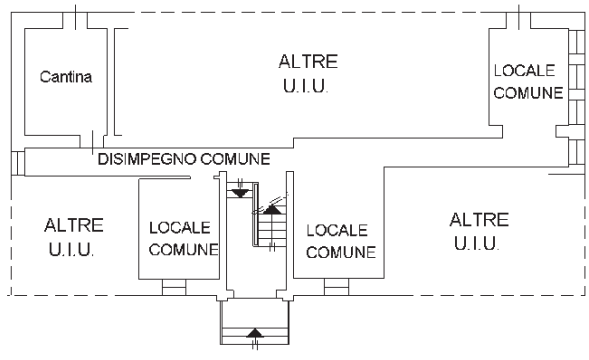 ALTRE
U.I.U.
Cantina
LOCALE
COMUNE
DISIMPEGNO COMUNE
ALTRE
U.I.U.
LOCALE
COMUNE
LOCALE
COMUNE
ALTRE
U.I.U.